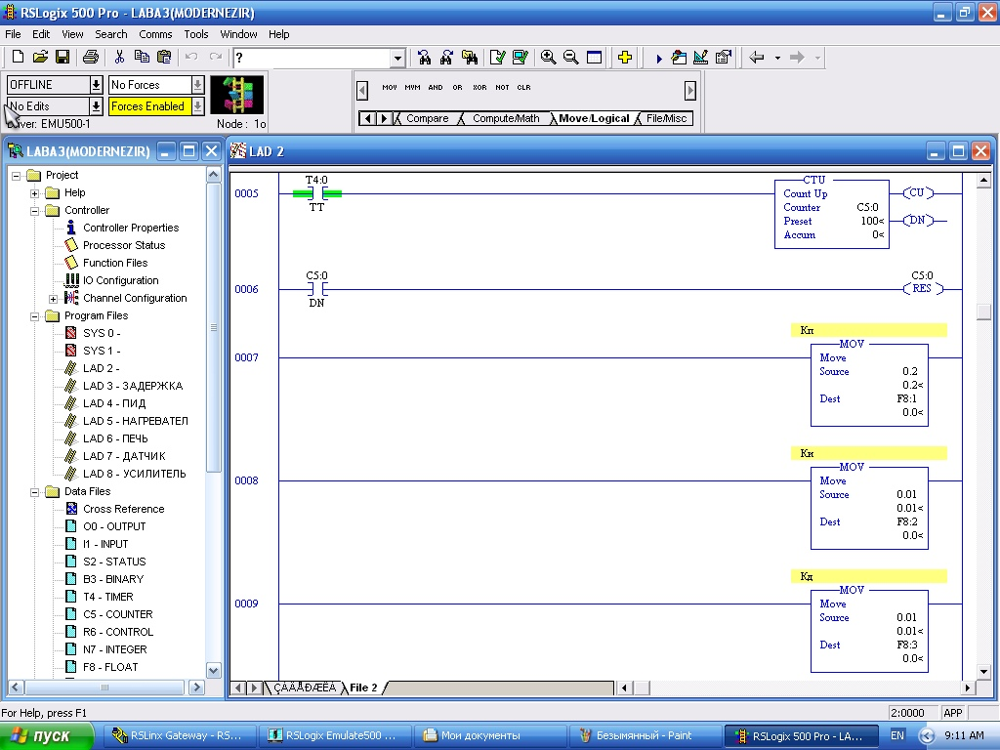 RSLogix 500 Pro - LABA3(MODERNEZIR)
File Edit View Search Comms Tools Window Help
?
OFFLINE No Forces
No Edits Forces Enabled
Driver: EMU500-1 Node : 1o
MOV MVM AND OR XOR NOT CLR
Compare Compute/Math Move/Logical File/Misc
LABA3(MODERNEZIR)
Project
Help
Controller
Controller Properties
Processor Status
Function Files
IO Configuration
Channel Configuration
Program Files
SYS 0 -
SYS 1 -
LAD 2 -
LAD 3 - ЗАДЕРЖКА
LAD 4 - ПИД
LAD 5 - НАГРЕВАТЕЛ
LAD 6 - ПЕЧЬ
LAD 7 - ДАТЧИК
LAD 8 - УСИЛИТЕЛЬ
Data Files
Cross Reference
O0 - OUTPUT
I1 - INPUT
S2 - STATUS
B3 - BINARY
T4 - TIMER
C5 - COUNTER
R6 - CONTROL
N7 - INTEGER
F8 - FLOAT
LAD 2
0005
T4:0
TT
CTU
Count Up
Counter C5:0
Preset 100<
Accum 0<
CU
DN
0006
C5:0
DN
C5:0
RES
Кп
0007
MOV
Move
Source 0.2
0.2<
Dest F8:1
0.0<
Ки
0008
MOV
Move
Source 0.01
0.01<
Dest F8:2
0.0<
Кд
0009
MOV
Move
Source 0.01
0.01<
Dest F8:3
0.0<
File 2
For Help, press F1
2:0000 APP
пуск
RSLinx Gateway - RS...
RSLogix Emulate500 ...
Мои документы
Безымянный - Paint
RSLogix 500 Pro - LA...
EN
9:11 AM